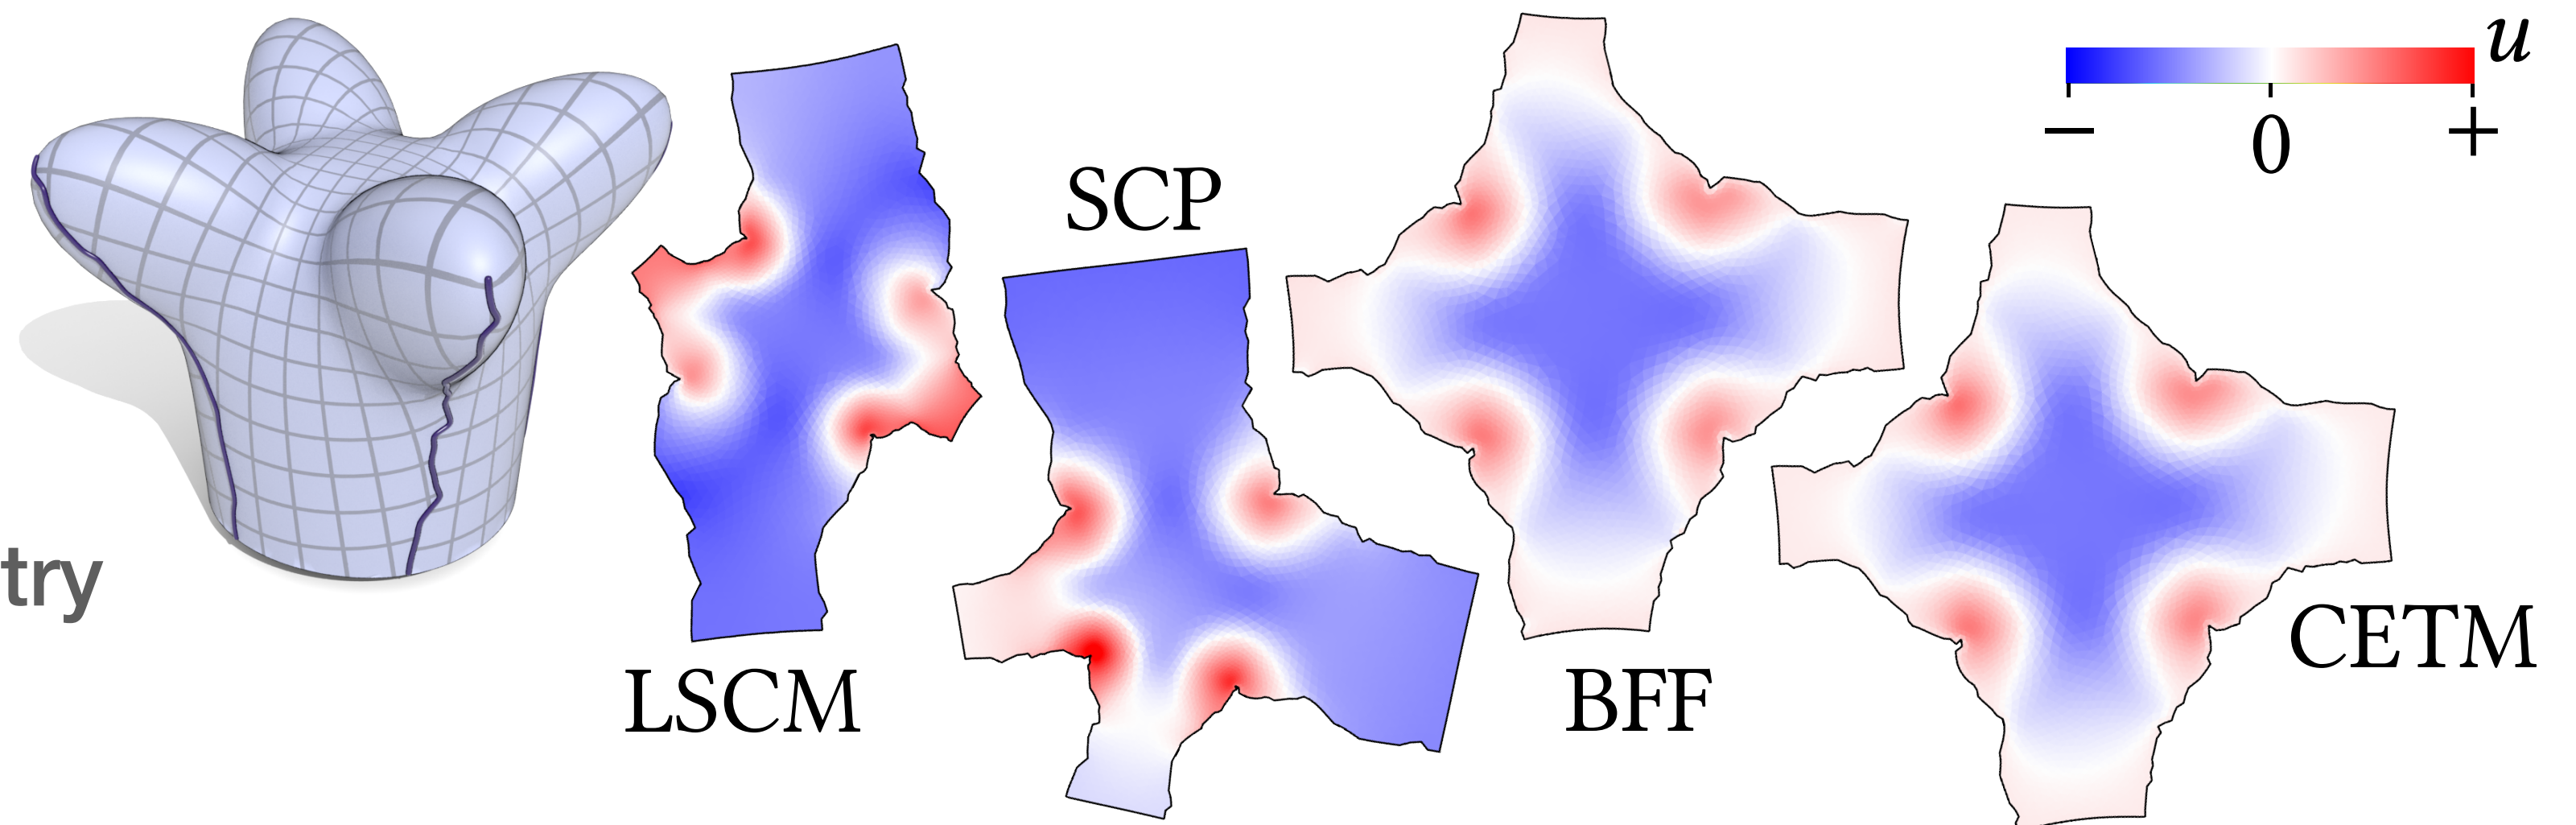 try
LSCM
SCP
BFF
CETM
u
− 0 +